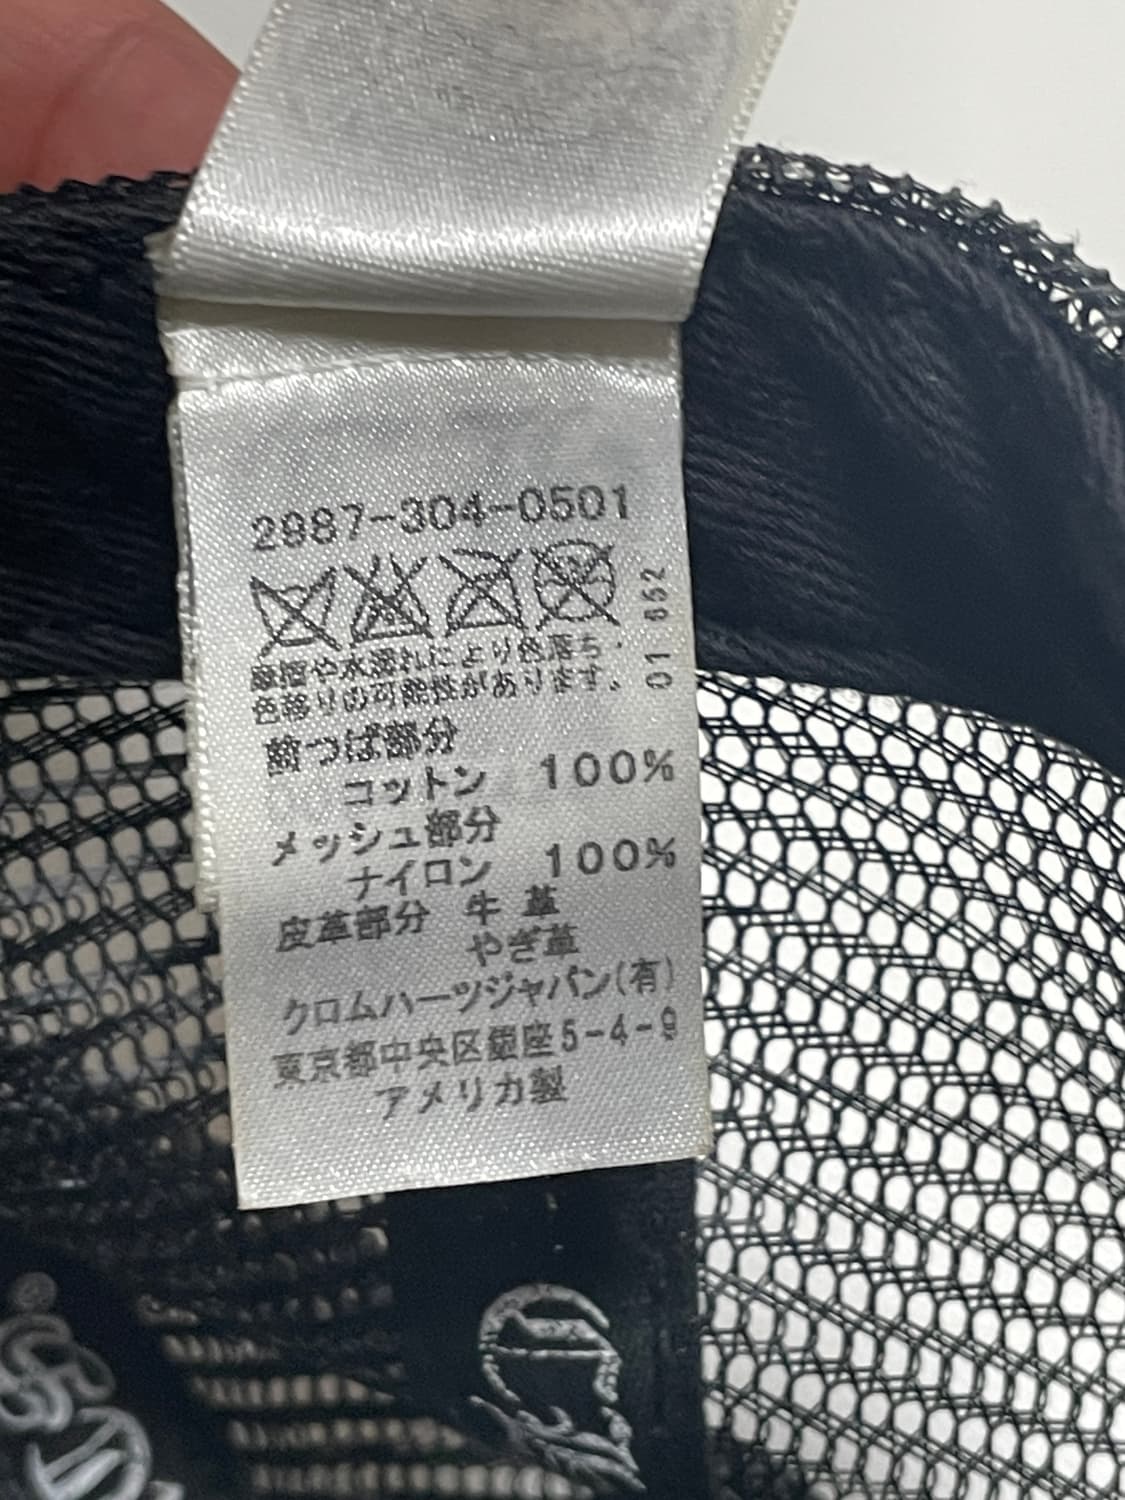 2987-304-0501
01 052
摩擦や水濡れにより色落ち・
色移りの可能性があります。
前つば部分
コットン 100%
メッシュ部分
ナイロン 100%
皮革部分 牛 革
やぎ革
クロムハーツジャパン(有)
東京都中央区銀座5-4-9
アメリカ製